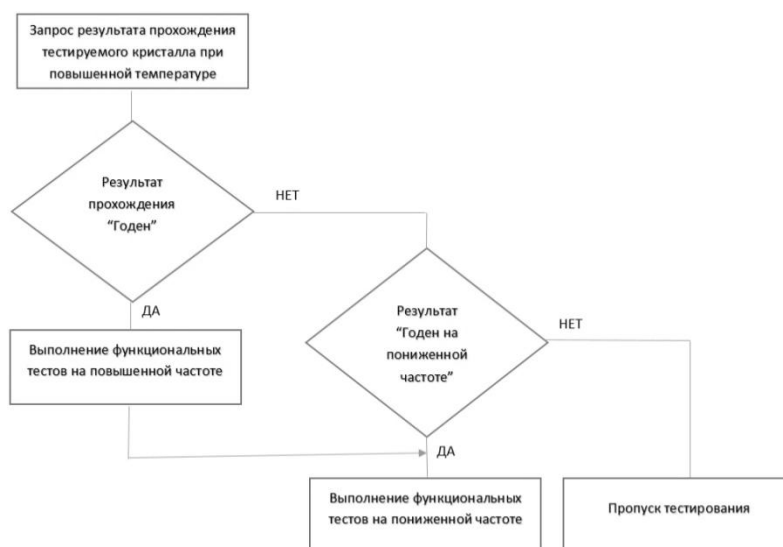 Запрос результата прохождения
тестируемого кристалла при
повышенной температуре
Результат
прохождения
“Годен”
НЕТ
ДА
Результат
“Годен на
пониженной
частоте”
НЕТ
Выполнение функциональных
тестов на повышенной частоте
ДА
Выполнение функциональных
тестов на пониженной частоте
Пропуск тестирования